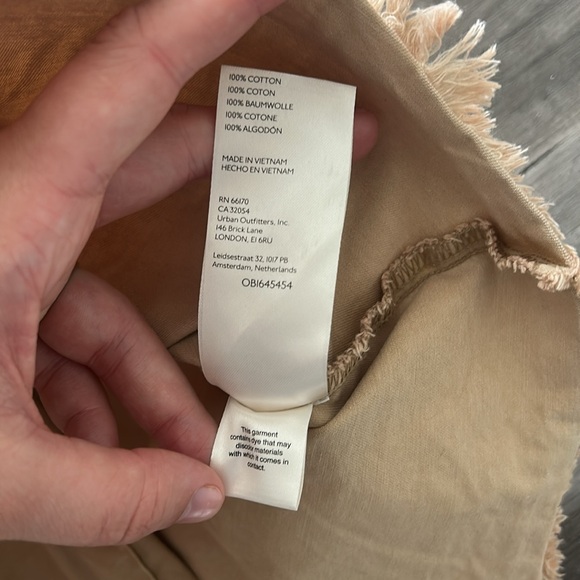 100% COTTON
100% COTON
100% BAUMWOLLE
100% COTONE
100% ALGODÓN
MADE IN VIETNAM
HECHO EN VIETNAM
RN 66170
CA 32054
Urban Outfitters, Inc.
146 Brick Lane
LONDON, E1 6RU
Leidsestraat 32, 1017 PB
Amsterdam, Netherlands
OB1645454
This garment
contains dye that may
discolor materials
with which it comes in
contact.